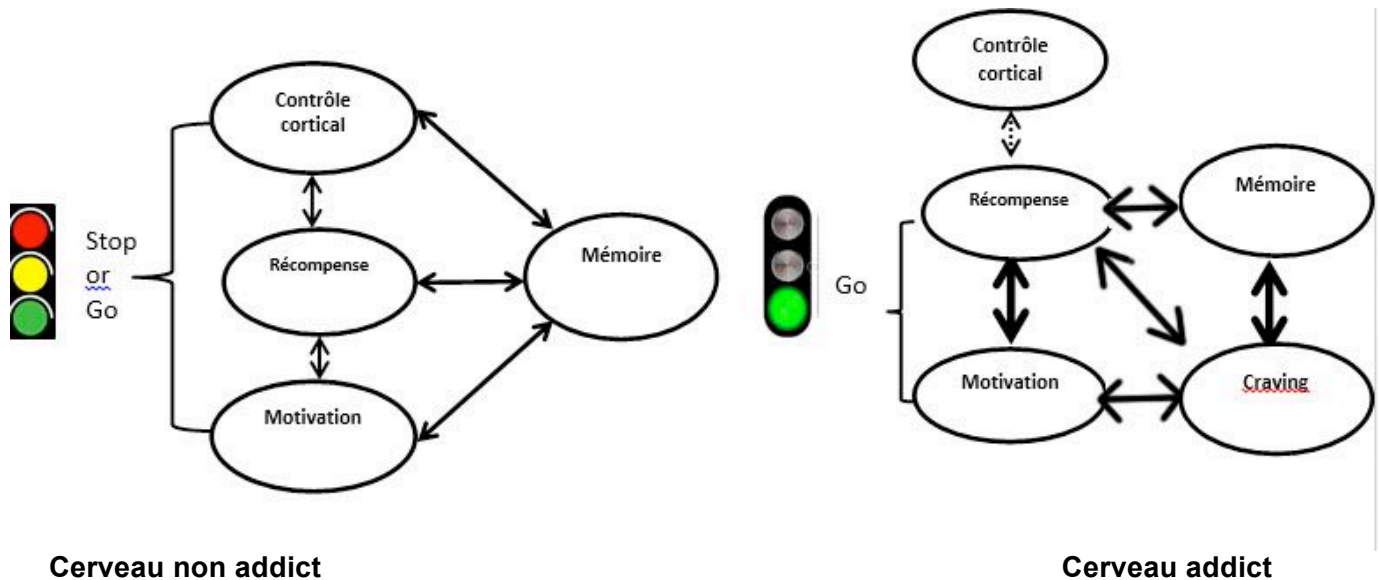 Contrôle
cortical
Récompense
Motivation
Mémoire
Stop
or
Go
Contrôle
cortical
Récompense
Mémoire
Go
Motivation
Craving
Cerveau non addict
Cerveau addict